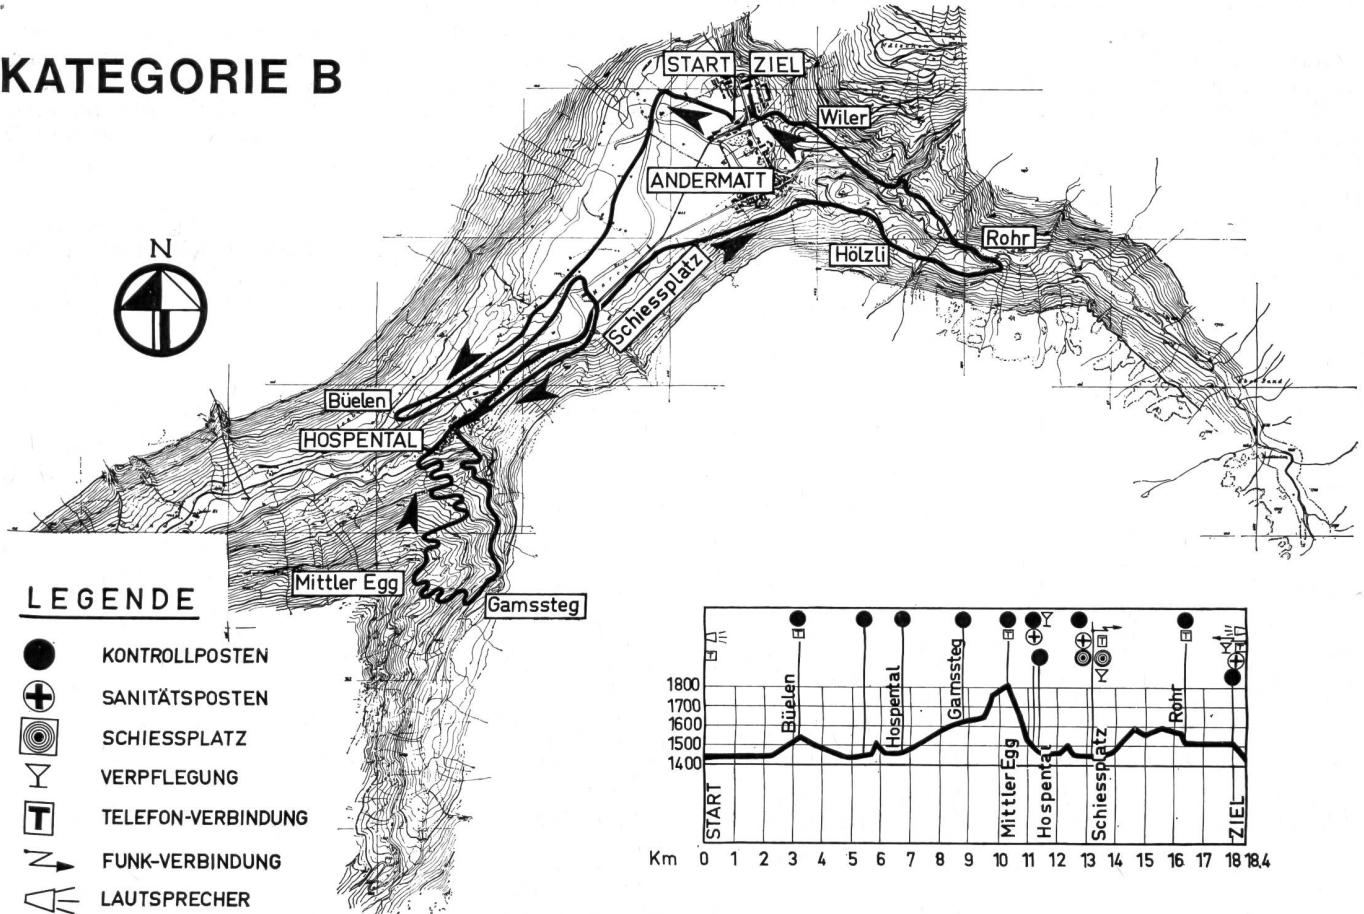 KATEGORIE B
START
ZIEL
Wiler
ANDERMATT
Rohr
Hölzli
N
Schiessplatz
Büelen
HOSPENTAL
Mittler Egg
Gamssteg
LEGENDE
KONTROLLPOSTEN
SANITÄTSPOSTEN
SCHIESSPLATZ
VERPFLEGUNG
T TELEFON-VERBINDUNG
FUNK-VERBINDUNG
LAUTSPRECHER
1800
1700
1600
1500
1400
START
Büelen
Hospental
Gamssteg
Mittler Egg
Hospental
Schiessplatz
Rohr
ZIEL
Km 0 1 2 3 4 5 6 7 8 9 10 11 12 13 14 15 16 17 18 18,4